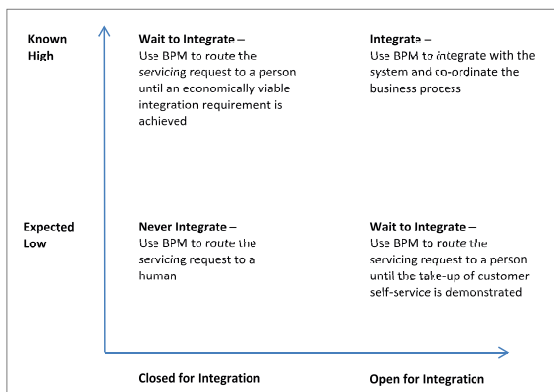 Known
High
Wait to Integrate –
Use BPM to route the
servicing request to a person
until an economically viable
integration requirement is
achieved
Integrate –
Use BPM to integrate with the
system and co-ordinate the
business process
Expected
Low
Never Integrate –
Use BPM to route the
servicing request to a
human
Wait to Integrate –
Use BPM to route the
servicing request to a person
until the take-up of customer
self-service is demonstrated
Closed for Integration
Open for Integration